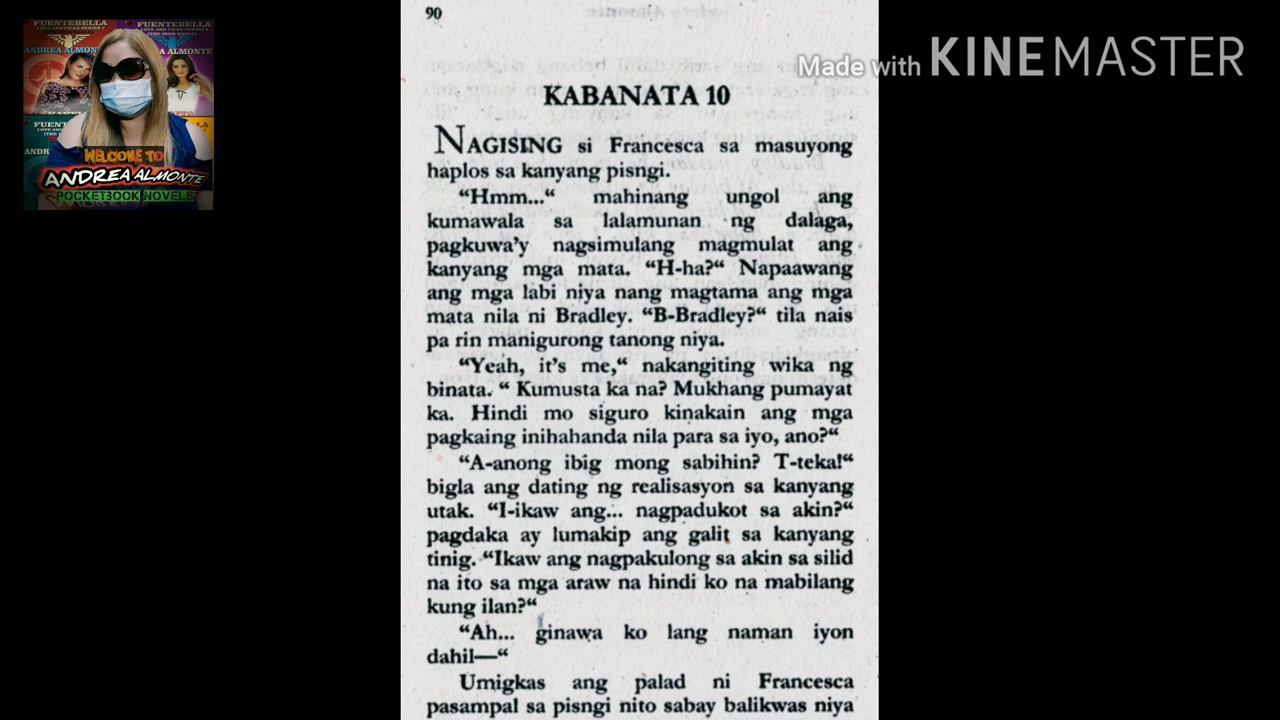 FUENTEBELLA
FUENTEBELLA
ANDREA ALMONTE
WELCOME TO
ANDREA ALMONTE
POCKETBOOK NOVELS
Made with KINEMASTER
90
KABANATA 10
NAGISING si Francesca sa masuyong
haplos sa kanyang pisngi.
“Hmm...“ mahinang ungol ang
kumawala sa lalamunan ng dalaga,
pagkuwa’y nagsimulang magmulat ang
kanyang mga mata. “H-ha?“ Napaawang
ang mga labi niya nang magtama ang mga
mata nila ni Bradley. “B-Bradley?“ tila nais
pa rin manigurong tanong niya.
“Yeah, it’s me,“ nakangiting wika ng
binata. “ Kumusta ka na? Mukhang pumayat
ka. Hindi mo siguro kinakain ang mga
pagkaing inihahanda nila para sa iyo, ano?“
“A-anong ibig mong sabihin? T-teka!“
bigla ang dating ng realisasyon sa kanyang
utak. “I-ikaw ang... nagpadukot sa akin?“
pagdaka ay lumakip ang galit sa kanyang
tinig. “Ikaw ang nagpakulong sa akin sa silid
na ito sa mga araw na hindi ko na mabilang
kung ilan?“
“Ah... ginawa ko lang naman iyon
dahil—“
Umigkas ang palad ni Francesca
pasampal sa pisngi nito sabay balikwas niya